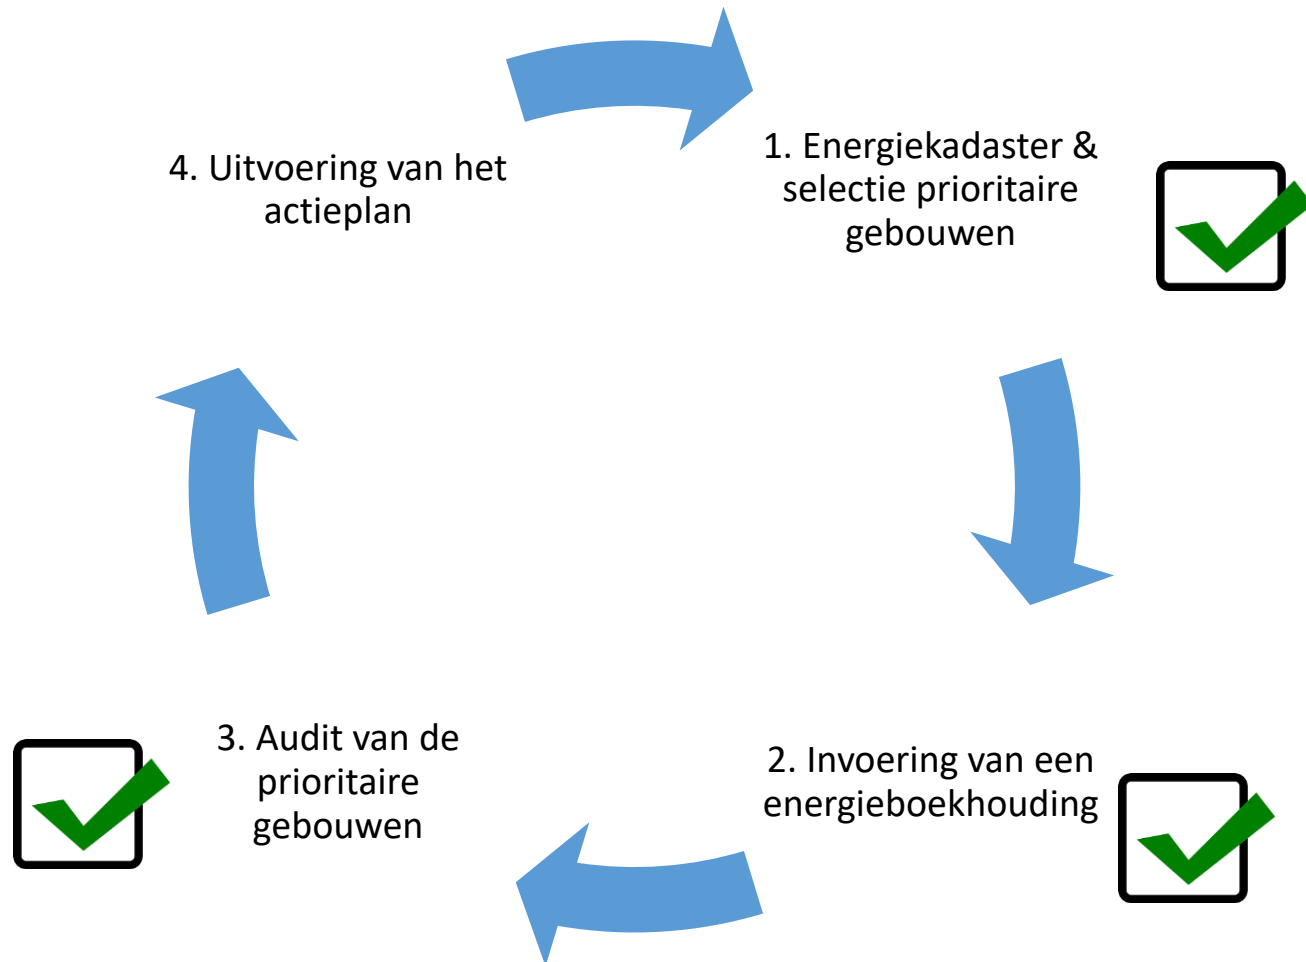 1. Energiekadaster &
selectie prioritaire
gebouwen
2. Invoering van een
energieboekhouding
3. Audit van de
prioritaire
gebouwen
4. Uitvoering van het
actieplan